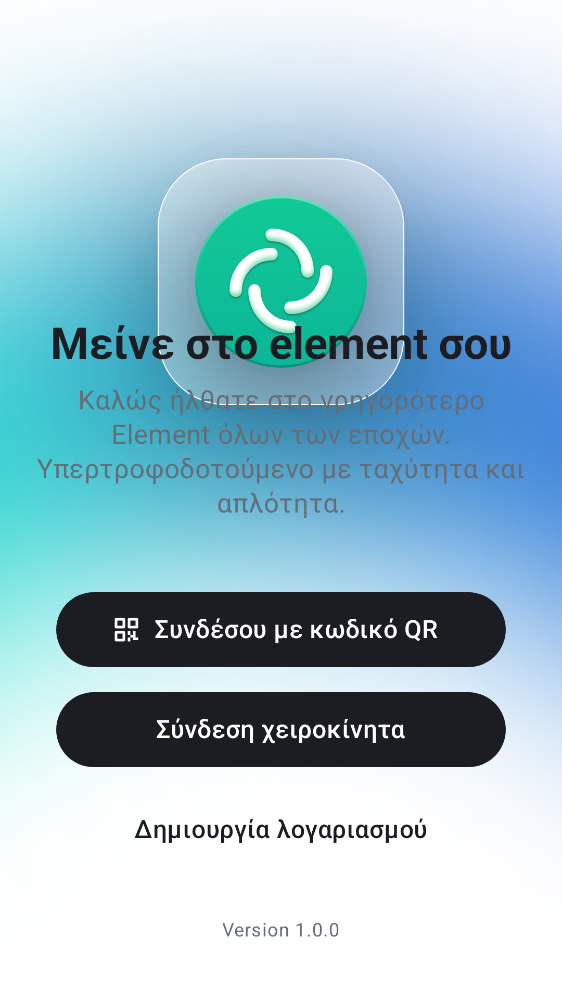 Μείνε στο element σου
Καλώς ήλθατε στο γρηγορότερο
Element όλων των εποχών.
Υπερτροφοδοτούμενο με ταχύτητα και
απλότητα.
Συνδέσου με κωδικό QR
Σύνδεση χειροκίνητα
Δημιουργία λογαριασμού
Version 1.0.0